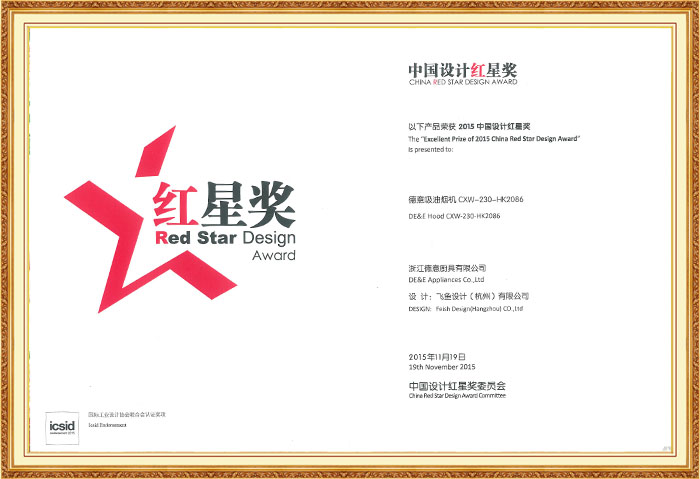 红星奖
Red Star Design
Award
icsid
国际工业设计协会联合会认证奖项
Icsid Endorsement
中国设计红星奖
CHINA RED STAR DESIGN AWARD
以下产品荣获 2015 中国设计红星奖
The "Excellent Prize of 2015 China Red Star Design Award"
Is presented to:
德意吸油烟机 CXW-230-HK2086
DE&E Hood CXW-230-HK2086
浙江德意厨具有限公司
DE&E Appliances Co.,Ltd
设 计：飞鱼设计（杭州）有限公司
DESIGN: Feish Design(Hangzhou) CO.,Ltd
2015年11月19日
19th November 2015
中国设计红星奖委员会
China Red Star Design Award Committee